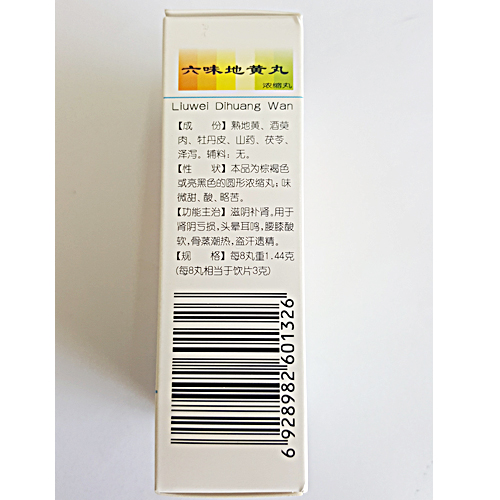 六味地黄丸
浓缩丸
Liuwei Dihuang Wan
【成　份】熟地黄、酒萸
肉、牡丹皮、山药、茯苓、
泽泻。辅料：无。
【性　状】本品为棕褐色
或亮黑色的圆形浓缩丸；味
微甜、酸、略苦。
【功能主治】滋阴补肾。用于
肾阴亏损，头晕耳鸣，腰膝酸
软，骨蒸潮热，盗汗遗精。
【规　格】每8丸重1.44克
(每8丸相当于饮片3克)
6 928982 601326